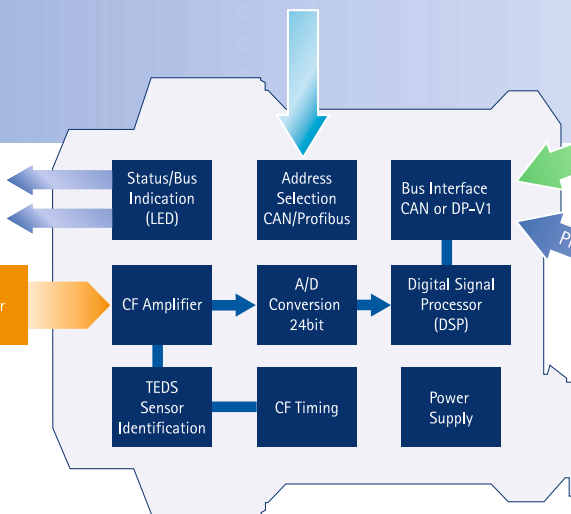 Status/Bus
Indication
(LED)
Address
Selection
CAN/Profibus
Bus Interface
CAN or DP-V1
CF Amplifier
A/D
Conversion
24bit
Digital Signal
Processor
(DSP)
TEDS
Sensor
Identification
CF Timing
Power
Supply